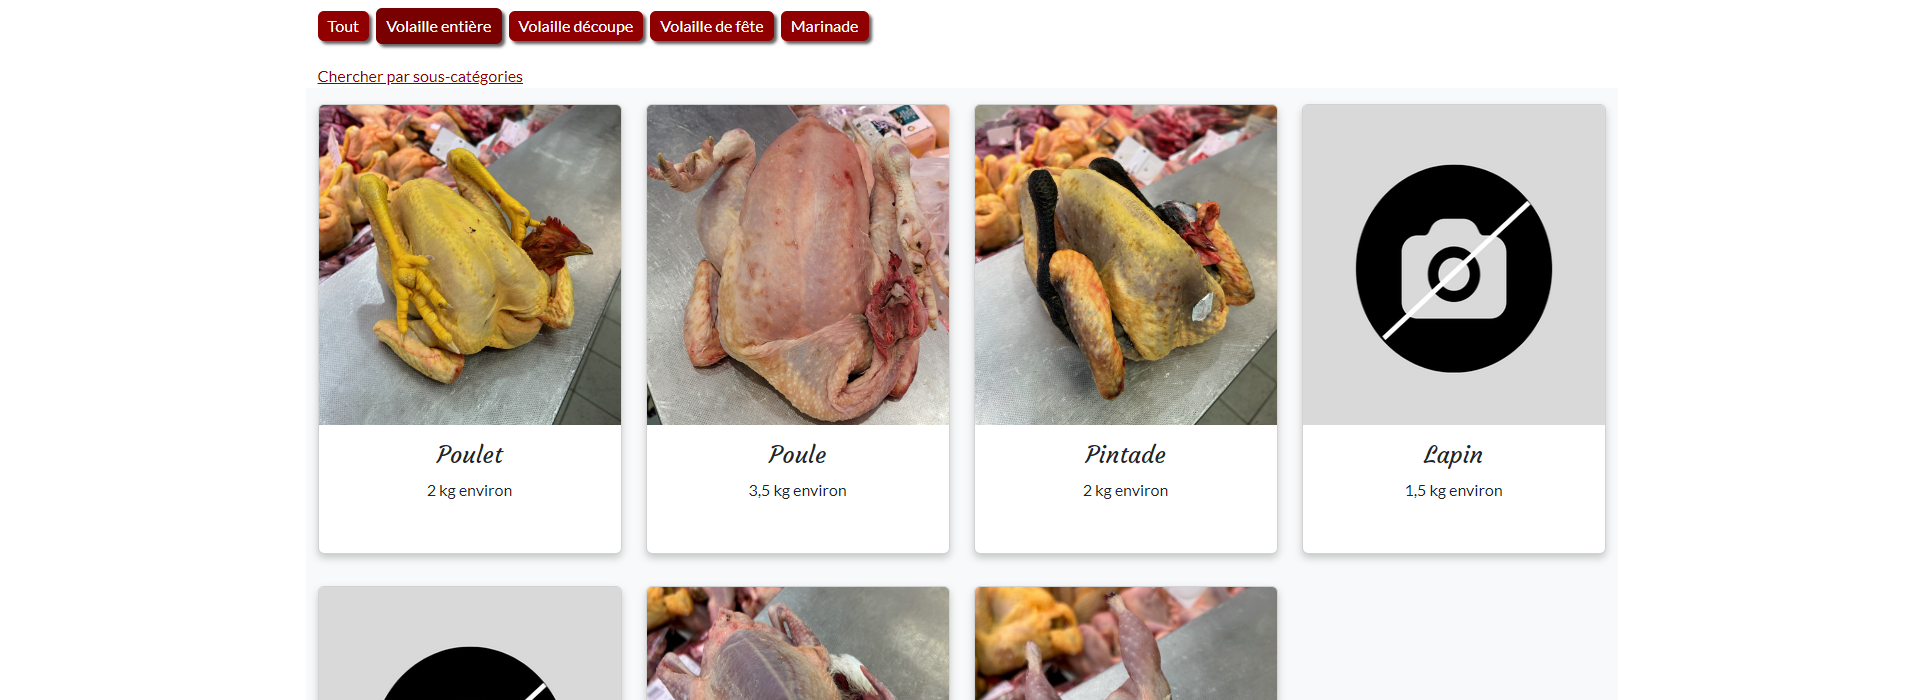 Tout
Volaille entière
Volaille découpe
Volaille de fête
Marinade
Chercher par sous-catégories
Poulet
2 kg environ
Poule
3,5 kg environ
Pintade
2 kg environ
Lapin
1,5 kg environ